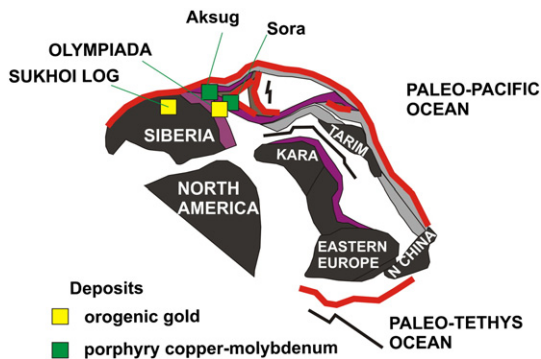 Aksug
Sora
OLYMPIADA
SUKHOI LOG
PALEO-PACIFIC
OCEAN
SIBERIA
TARIM
KARA
NORTH
AMERICA
EASTERN
EUROPE
N CHINA
Deposits
orogenic gold
porphyry copper-molybdenum
PALEO-TETHYS
OCEAN